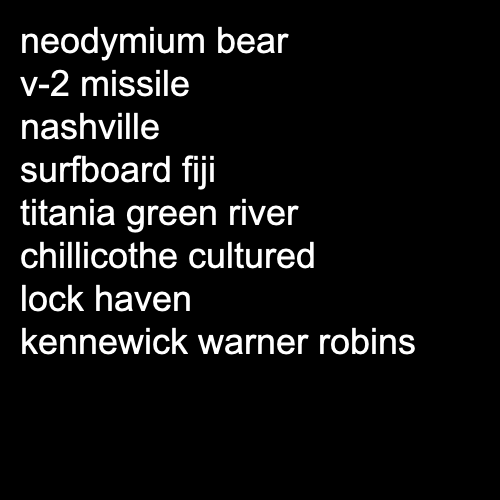 neodymium bear
v-2 missile
nashville
surfboard fiji
titania green river
chillicothe cultured
lock haven
kennewick warner robins